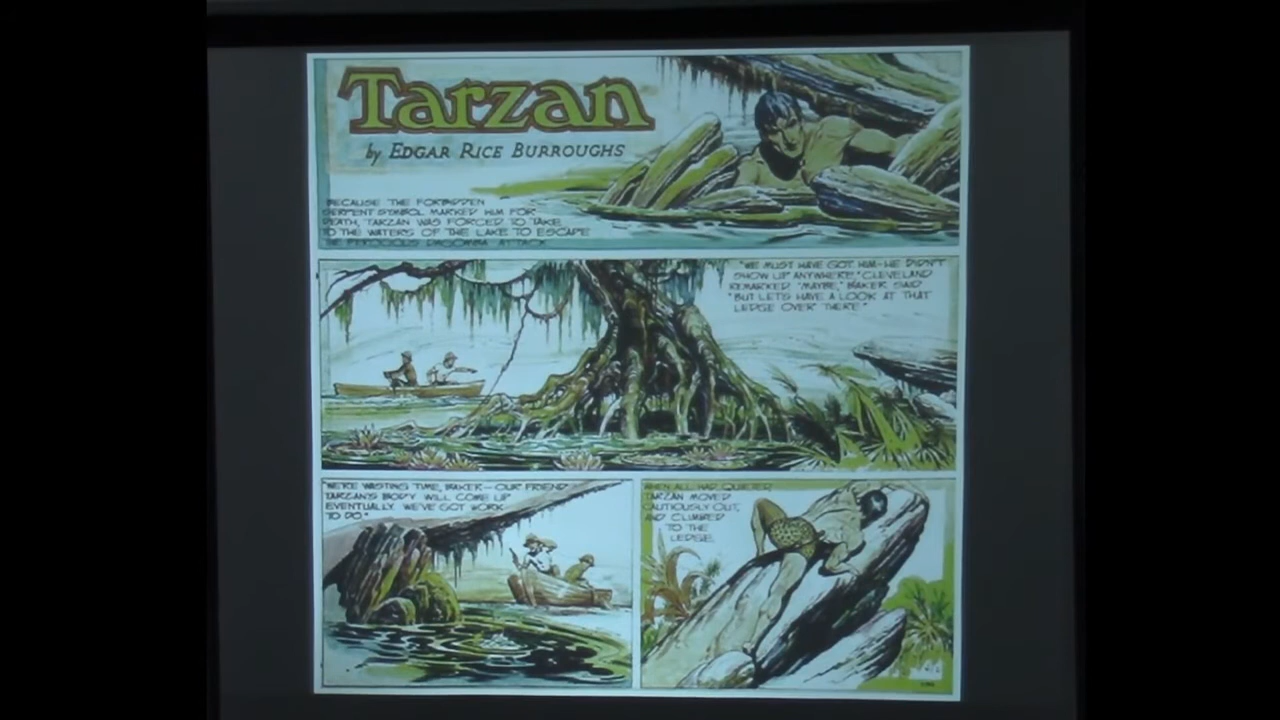 Tarzan
by EDGAR RICE BURROUGHS
BECAUSE THE FORBIDDEN
SERPENT SYMBOL MARKED HIM FOR
DEATH, TARZAN WAS FORCED TO TAKE
TO THE WATERS OF THE LAKE TO ESCAPE
THE FEROCIOUS DAGOMBA ATTACK
"WE MUST HAVE GOT HIM—HE DIDN'T
SHOW UP ANYWHERE," CLEVELAND
REMARKED. "MAYBE," BAKER SAID
"BUT LET'S HAVE A LOOK AT THAT
LEDGE OVER THERE"
"WE'RE WASTING TIME, BAKER—OUR FRIEND
TARZAN'S BODY WILL COME UP
EVENTUALLY. WE'VE GOT WORK
TO DO."
WHEN ALL HAD QUIETED
TARZAN MOVED
CAUTIOUSLY OUT,
AND CLIMBED
TO THE
LEDGE.